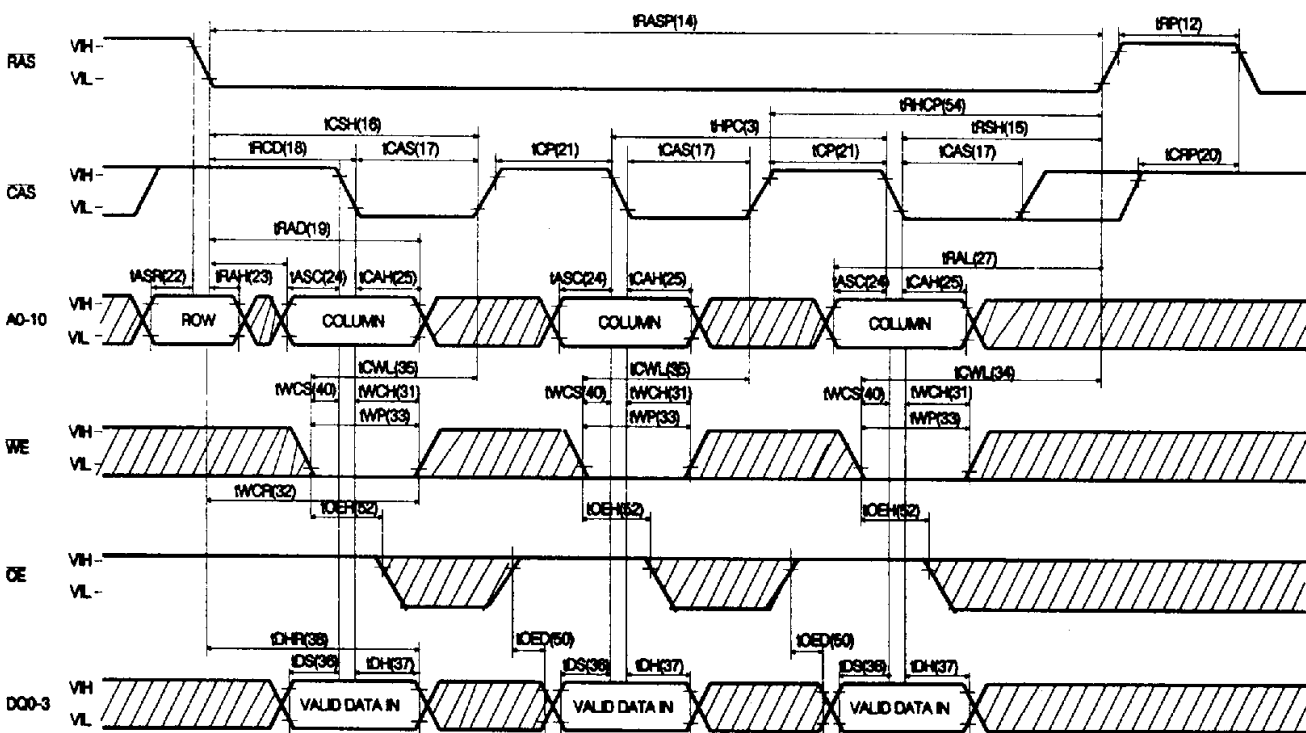 tRASP(14) tRP(12)
RAS VIH
VIL
tRHCP(54)
tCSH(16) tHPC(3) tRSH(15)
tRCD(18) tCAS(17) tCP(21) tCAS(17) tCP(21) tCAS(17) tCRP(20)
CAS VIH
VIL
tRAD(19) tRAL(27)
tASR(22) tRAH(23) tASC(24) tCAH(25) tASC(24) tCAH(25) tASC(24) tCAH(25)
A0-10 VIH
VIL
ROW COLUMN COLUMN COLUMN
tCWL(35) tCWL(35) tCWL(34)
tWCS(40) tWCH(31) tWCS(40) tWCH(31) tWCS(40) tWCH(31)
tWP(33) tWP(33) tWP(33)
WE VIH
VIL
tWCR(32)
tOEH(52) tOEH(52) tOEH(52)
OE VIH
VIL
tDHR(38) tOED(50) tOED(50)
tDS(36) tDH(37) tDS(36) tDH(37) tDS(36) tDH(37)
DQ0-3 VIH
VIL
VALID DATA IN VALID DATA IN VALID DATA IN